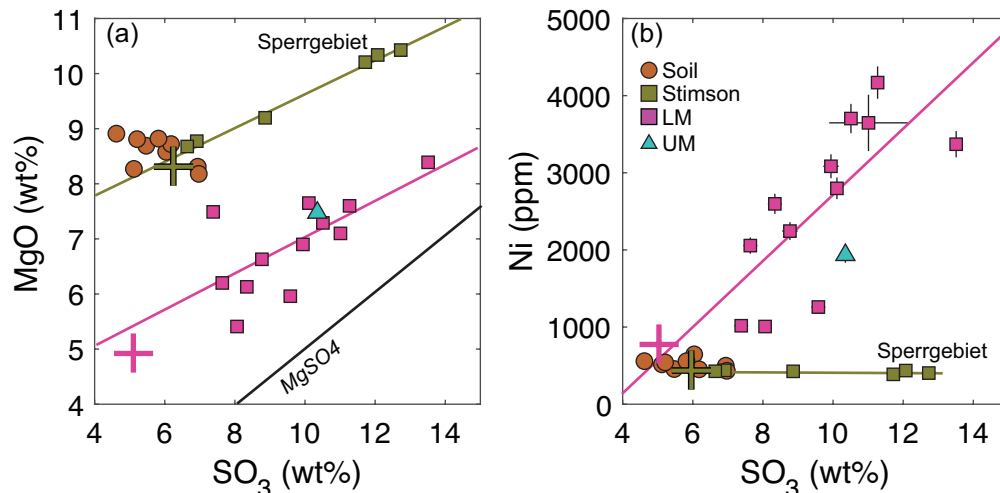 (a)
Sperrgebiet
MgSO4
MgO (wt%)
11
10
9
8
7
6
5
4
4 6 8 10 12 14
SO3 (wt%)
(b)
Soil
Stimson
LM
UM
Sperrgebiet
Ni (ppm)
5000
4000
3000
2000
1000
0
4 6 8 10 12 14
SO3 (wt%)